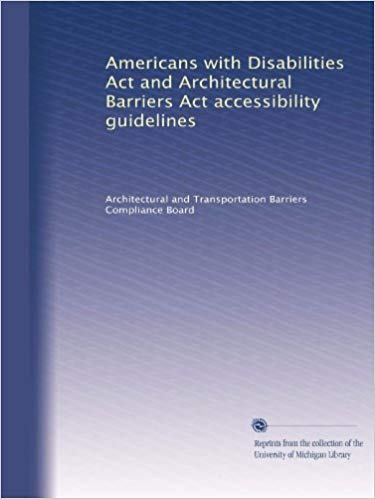 Americans with Disabilities
Act and Architectural
Barriers Act accessibility
guidelines
Architectural and Transportation Barriers
Compliance Board
Reprints from the collection of the
University of Michigan Library